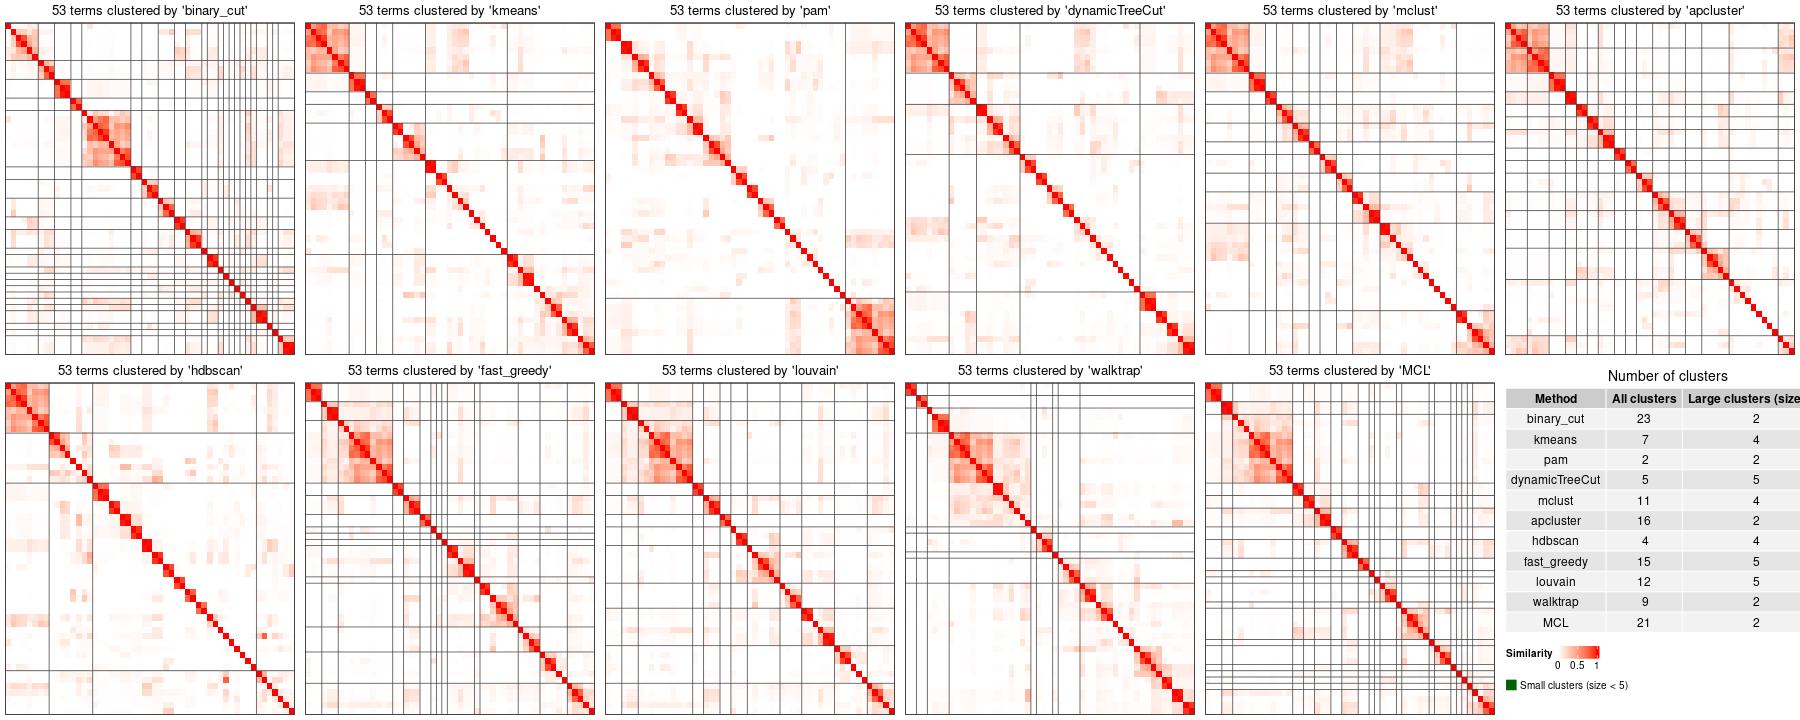 53 terms clustered by 'binary_cut'
53 terms clustered by 'kmeans'
53 terms clustered by 'pam'
53 terms clustered by 'dynamicTreeCut'
53 terms clustered by 'mclust'
53 terms clustered by 'apcluster'
53 terms clustered by 'hdbscan'
53 terms clustered by 'fast_greedy'
53 terms clustered by 'louvain'
53 terms clustered by 'walktrap'
53 terms clustered by 'MCL'
Number of clusters
Method All clusters Large clusters (size
binary_cut 23 2
kmeans 7 4
pam 2 2
dynamicTreeCut 5 5
mclust 11 4
apcluster 16 2
hdbscan 4 4
fast_greedy 15 5
louvain 12 5
walktrap 9 2
MCL 21 2
Similarity
0 0.5 1
Small clusters (size < 5)